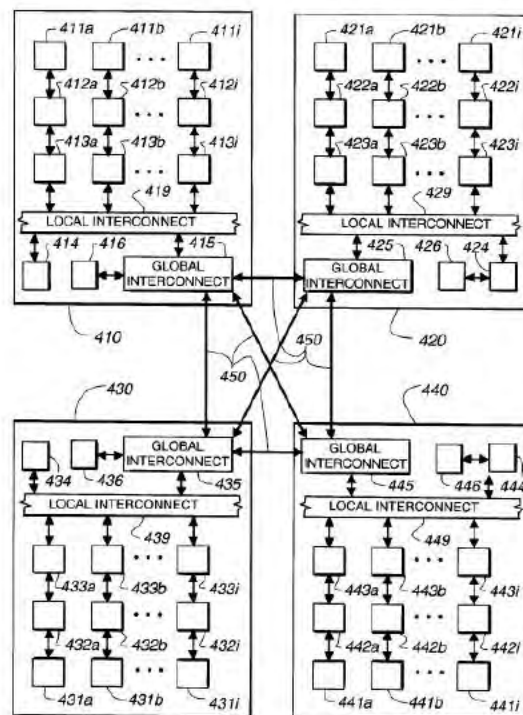 411a 411b 411i
412a 412b 412i
413a 413b 413i
419
LOCAL INTERCONNECT
414 416 415
GLOBAL INTERCONNECT
410
421a 421b 421i
422a 422b 422i
423a 423b 423i
429
LOCAL INTERCONNECT
425 426 424
GLOBAL INTERCONNECT
420
450
450
450
430
GLOBAL INTERCONNECT
434 436 435
LOCAL INTERCONNECT
439
433a 433b 433i
432a 432b 432i
431a 431b 431i
440
GLOBAL INTERCONNECT
445 446 444
LOCAL INTERCONNECT
449
443a 443b 443i
442a 442b 442i
441a 441b 441i